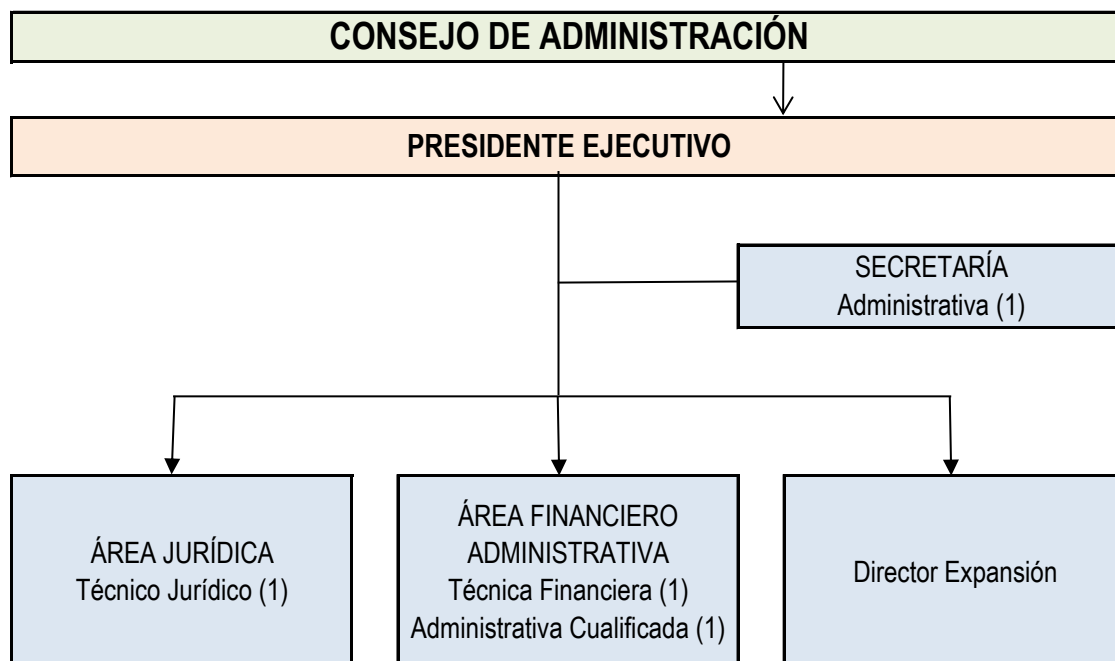 CONSEJO DE ADMINISTRACIÓN
PRESIDENTE EJECUTIVO
SECRETARÍA
Administrativa (1)
ÁREA JURÍDICA
Técnico Jurídico (1)
ÁREA FINANCIERO
ADMINISTRATIVA
Técnica Financiera (1)
Administrativa Cualificada (1)
Director Expansión